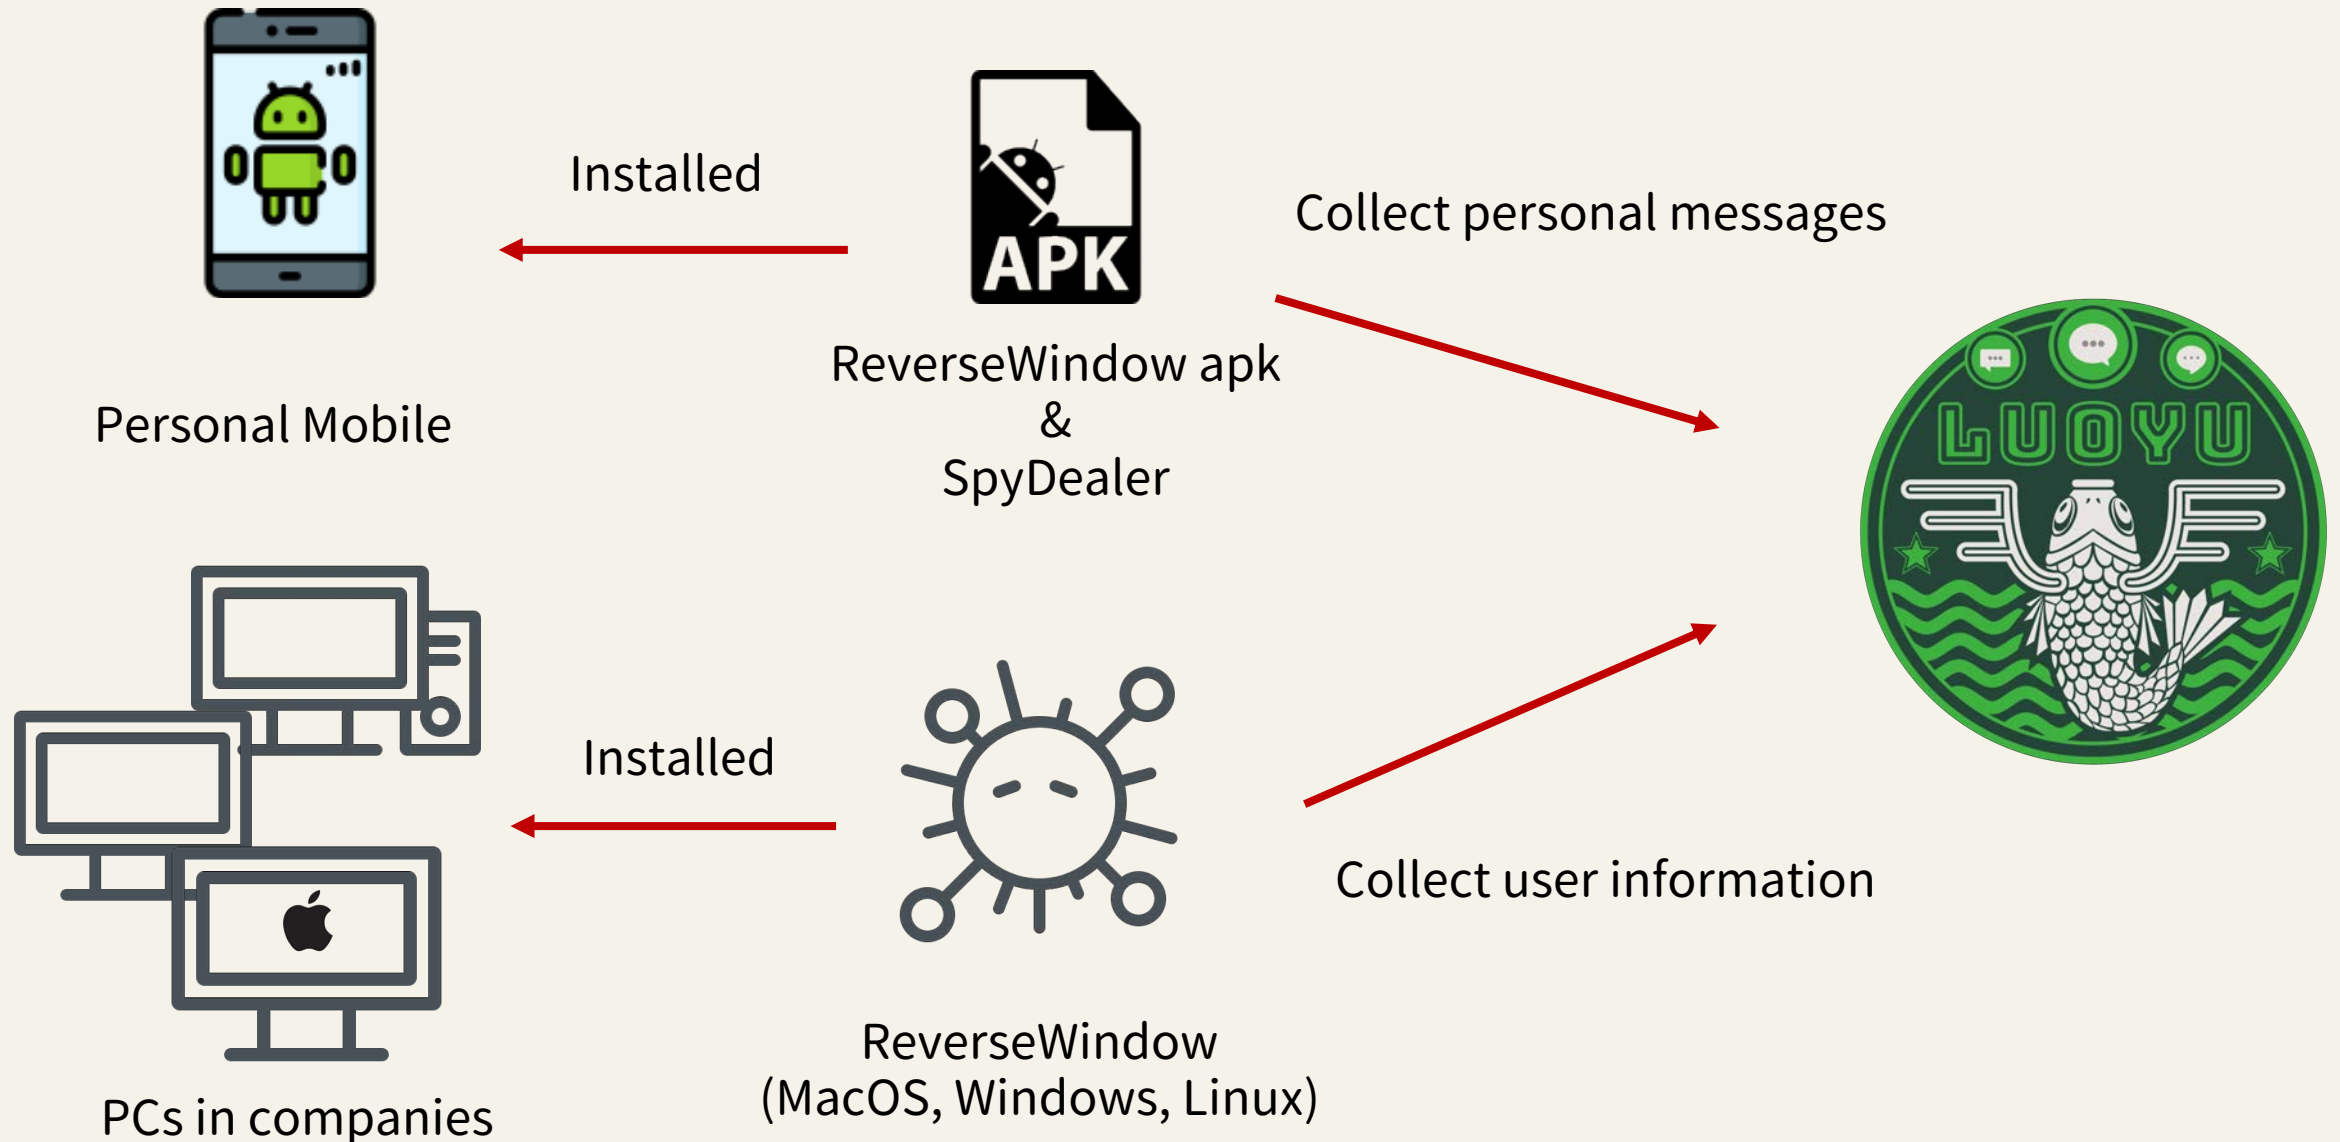 Installed
APK
Collect personal messages
ReverseWindow apk
&
SpyDealer
Personal Mobile
LUOYU
Installed
Collect user information
ReverseWindow
(MacOS, Windows, Linux)
PCs in companies